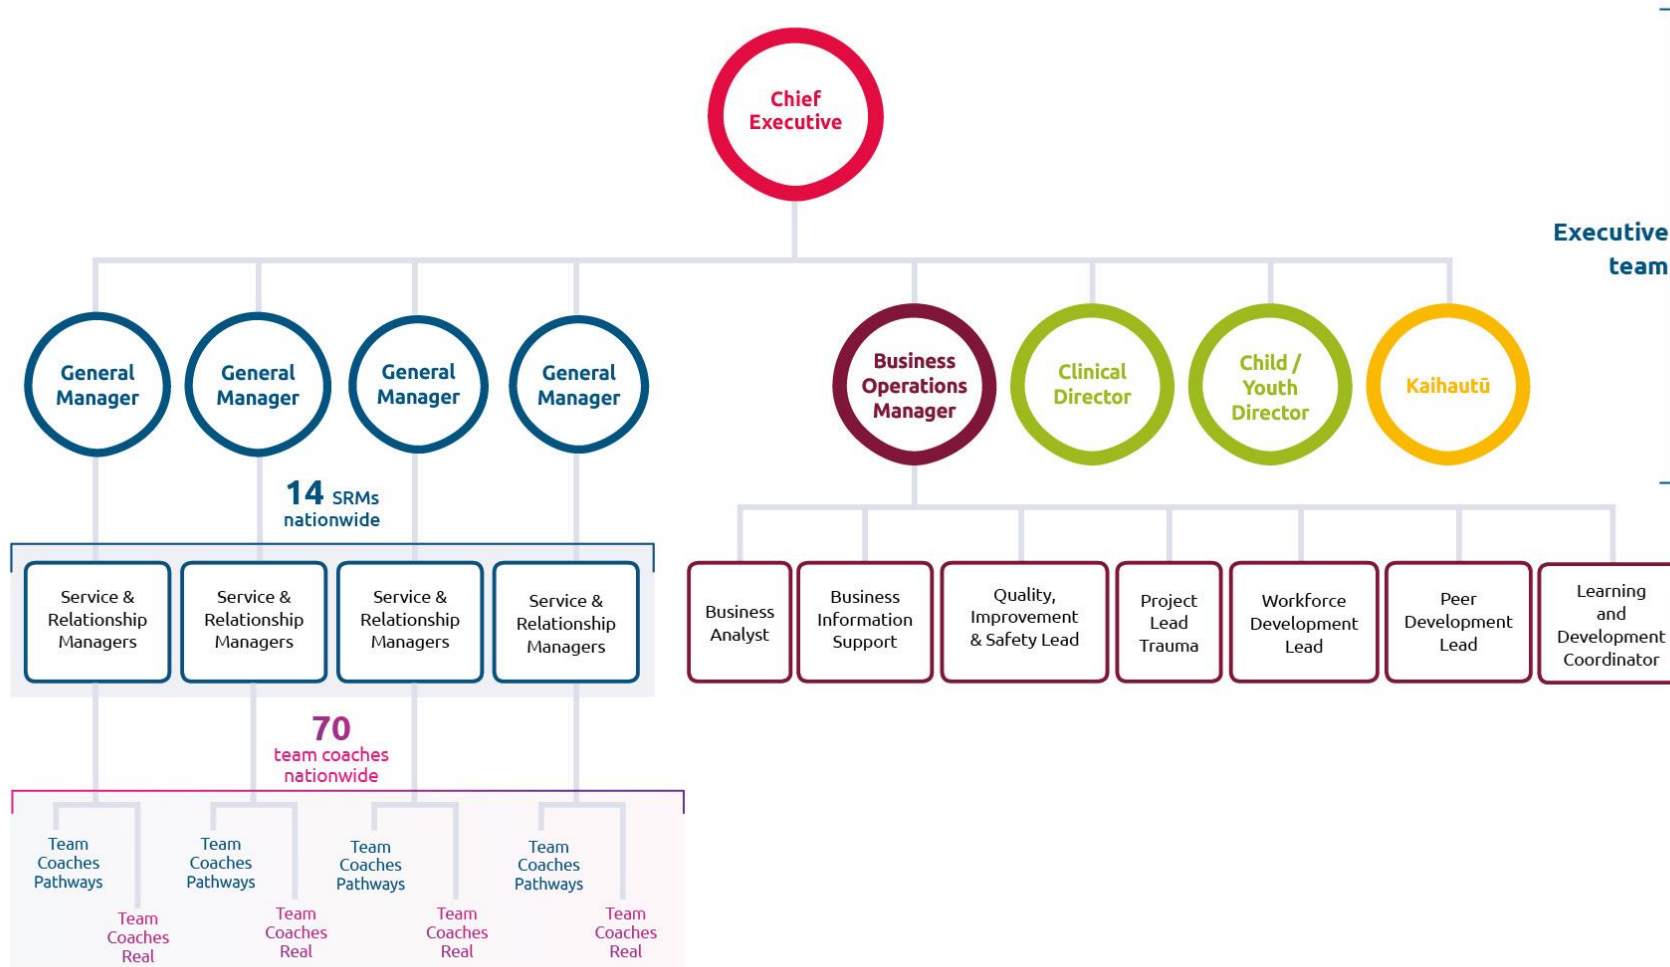 Chief
Executive
Executive
team
General
Manager
General
Manager
General
Manager
General
Manager
Business
Operations
Manager
Clinical
Director
Child /
Youth
Director
Kaihautū
14 SRMs
nationwide
Service &
Relationship
Managers
Service &
Relationship
Managers
Service &
Relationship
Managers
Service &
Relationship
Managers
Business
Analyst
Business
Information
Support
Quality,
Improvement
& Safety Lead
Project
Lead
Trauma
Workforce
Development
Lead
Peer
Development
Lead
Learning
and
Development
Coordinator
70
team coaches
nationwide
Team
Coaches
Pathways
Team
Coaches
Real
Team
Coaches
Pathways
Team
Coaches
Real
Team
Coaches
Pathways
Team
Coaches
Real
Team
Coaches
Pathways
Team
Coaches
Real